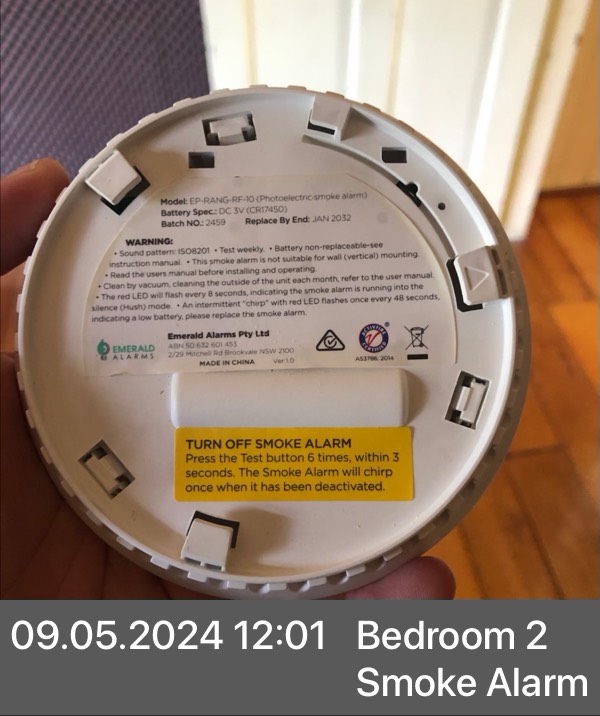 Model: EP-RANG-RF-10 (Photoelectric smoke alarm)
Battery Spec.: DC 3V (CR17450)
Batch NO.: 2459 Replace By End: JAN 2032
WARNING:
• Sound pattern: ISO8201 • Test weekly. • Battery non-replaceable-see
instruction manual. • This smoke alarm is not suitable for wall (vertical) mounting.
• Read the users manual before installing and operating.
• Clean by vacuum, cleaning the outside of the unit each month, refer to the user manual.
• The red LED will flash every 8 seconds, indicating the smoke alarm is running into the
silence (Hush) mode. • An intermittent "chirp" with red LED flashes once every 48 seconds,
indicating a low battery, please replace the smoke alarm.
EMERALD
ALARMS
Emerald Alarms Pty Ltd
ABN 50 632 601 453
2/29 Mitchell Rd Brookvale NSW 2100
MADE IN CHINA Ver 1.0
AS3786: 2014
TURN OFF SMOKE ALARM
Press the Test button 6 times, within 3
seconds. The Smoke Alarm will chirp
once when it has been deactivated.
09.05.2024 12:01 Bedroom 2
Smoke Alarm